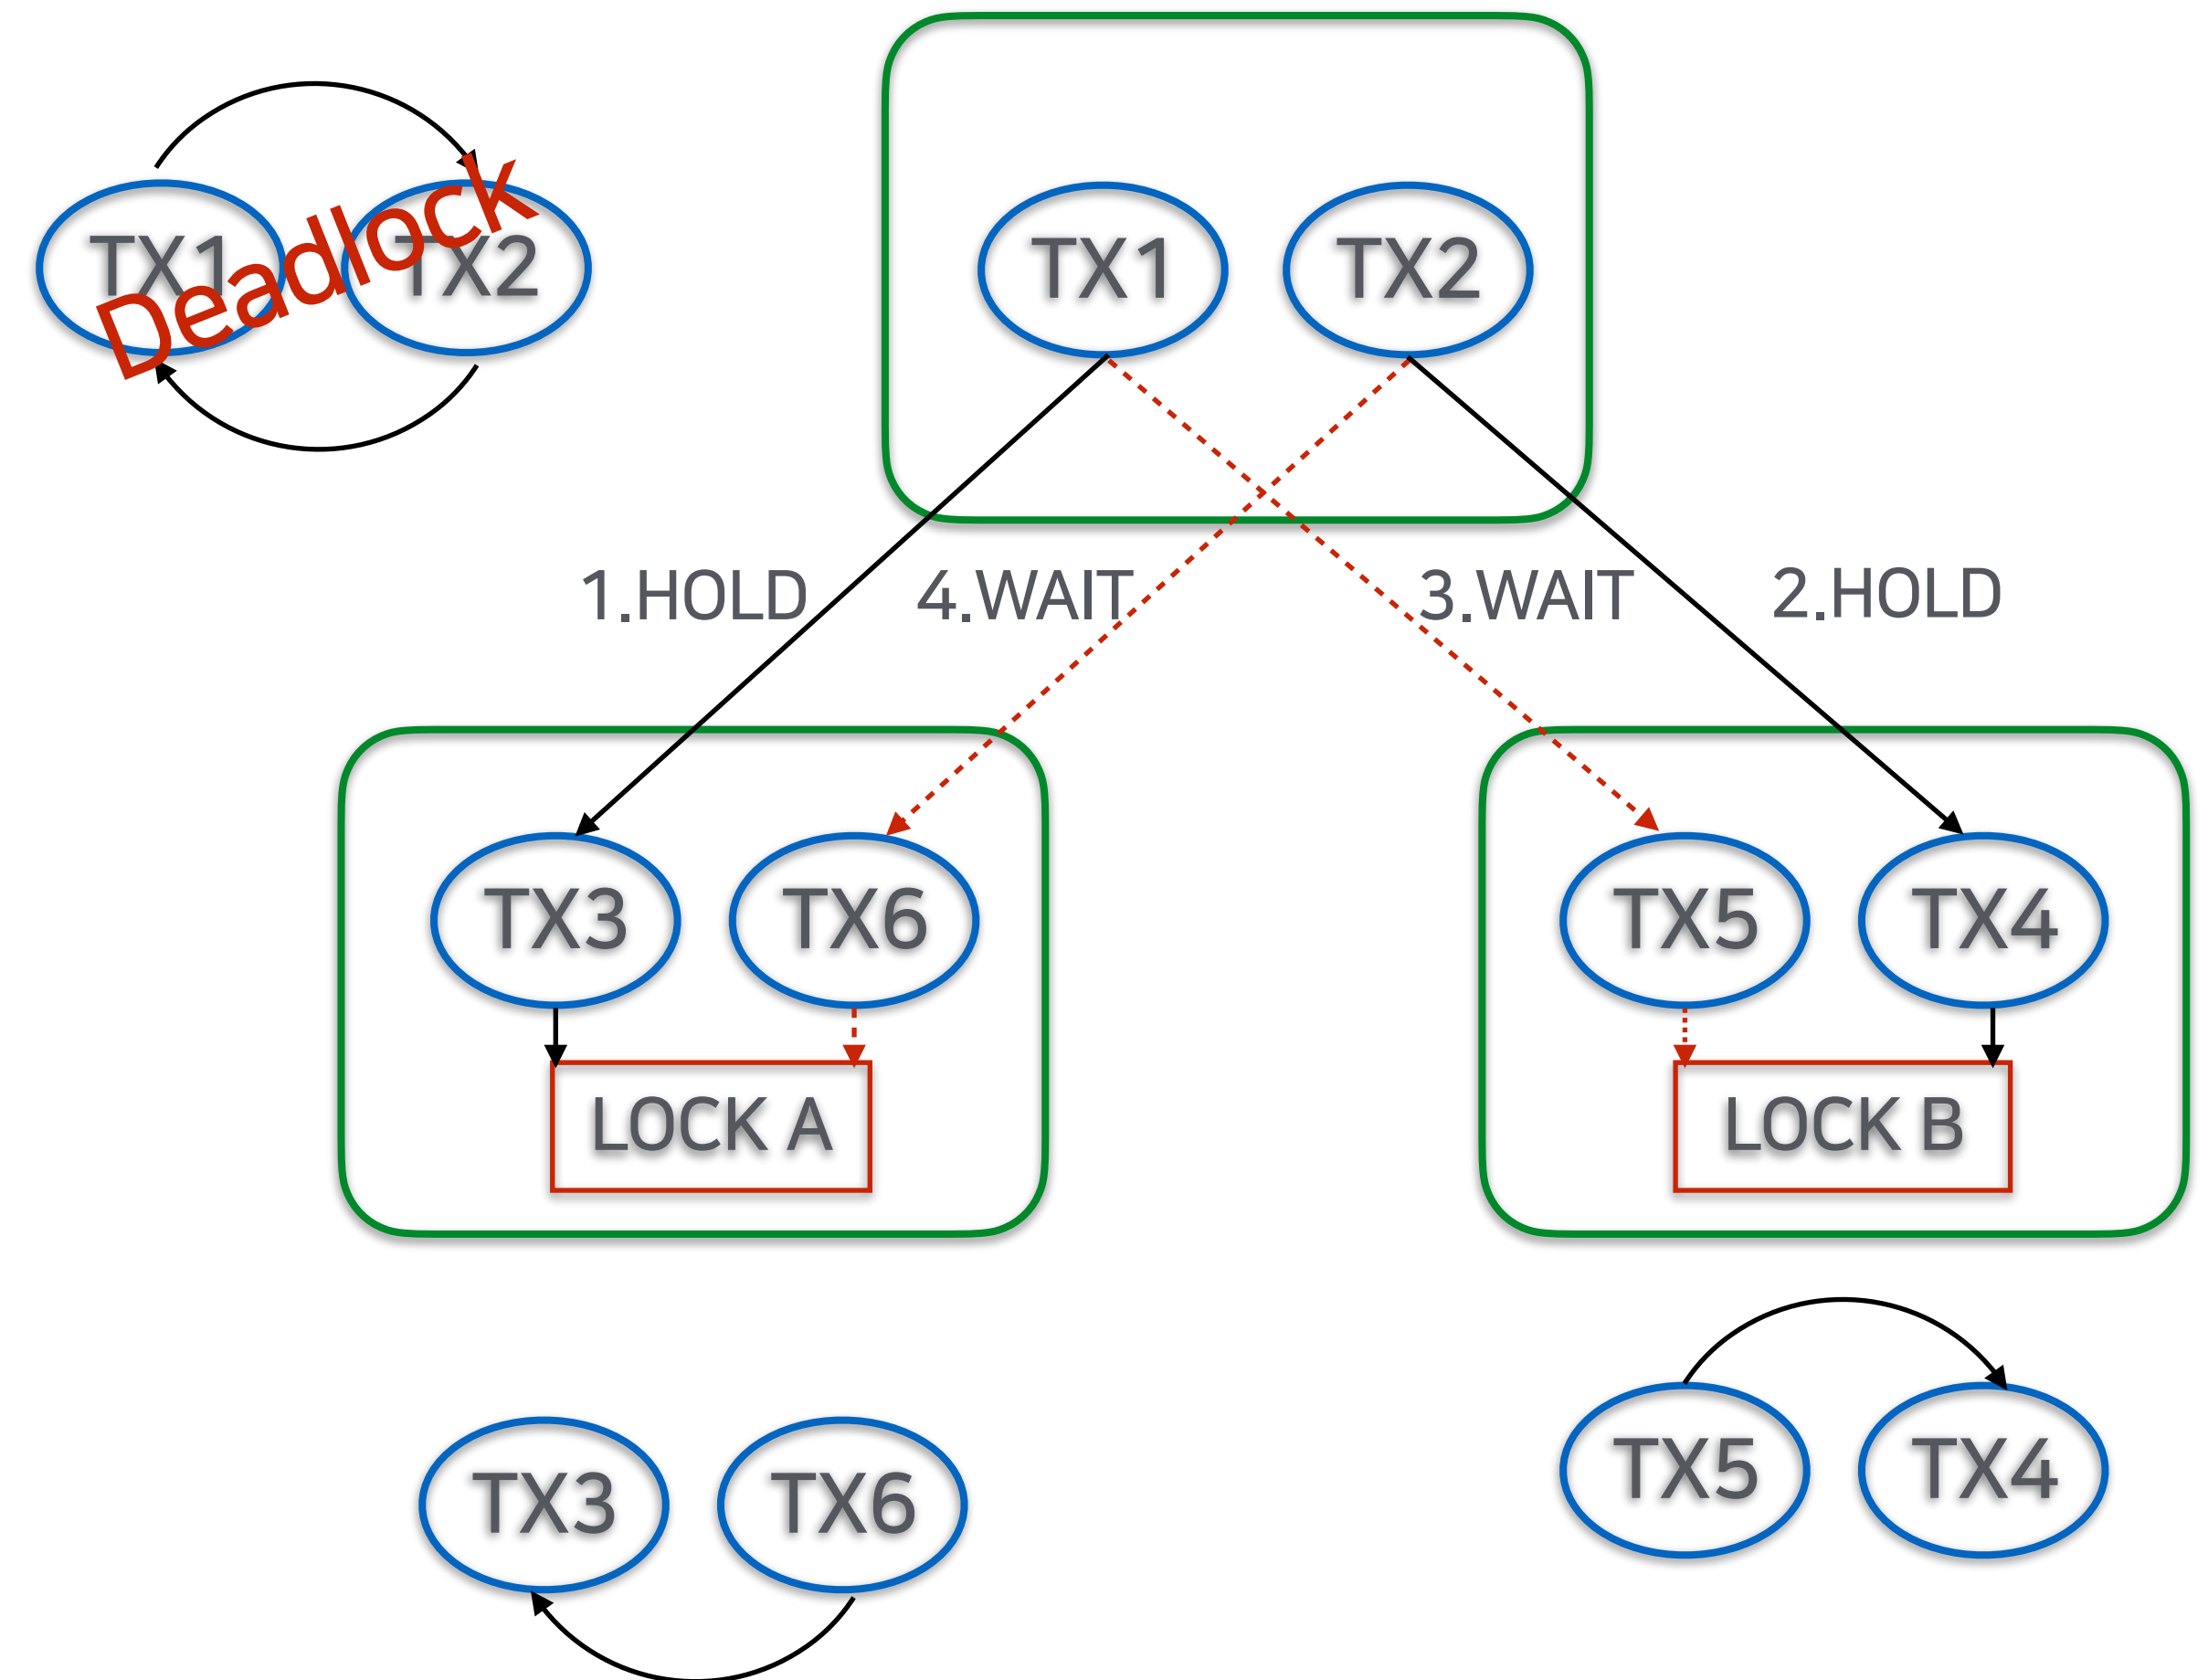 TX1
TX2
Deadlock
TX1
TX2
1.HOLD
4.WAIT
3.WAIT
2.HOLD
TX3
TX6
TX5
TX4
LOCK A
LOCK B
TX3
TX6
TX5
TX4